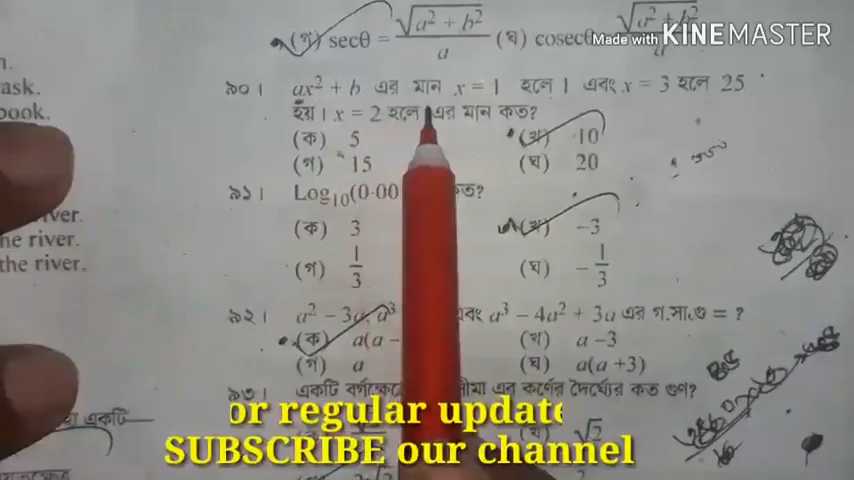 (গ) secθ = √(a² + b²)/a (ঘ) cosecθ
Made with KINEMASTER
ask.
book.
৯০। ax² + b এর মান x = 1 হলে 1 এবং x = 3 হলে 25
হয়। x = 2 হলে এর মান কত?
(ক) 5 (খ) 10
(গ) 15 (ঘ) 20
৯১। Log₁₀(0·00 কত?
(ক) 3 (খ) −3
(গ) 1/3 (ঘ) −1/3
river.
he river.
the river.
৯২। a² − 3a, a³ এবং a³ − 4a² + 3a এর গ.সা.গু = ?
(ক) a(a − (খ) a −3
(গ) a (ঘ) a(a +3)
৯৩। একটি এর কর্ণের দৈর্ঘ্যের কত গুণ?
একটি
√2
or regular update
SUBSCRIBE our channel